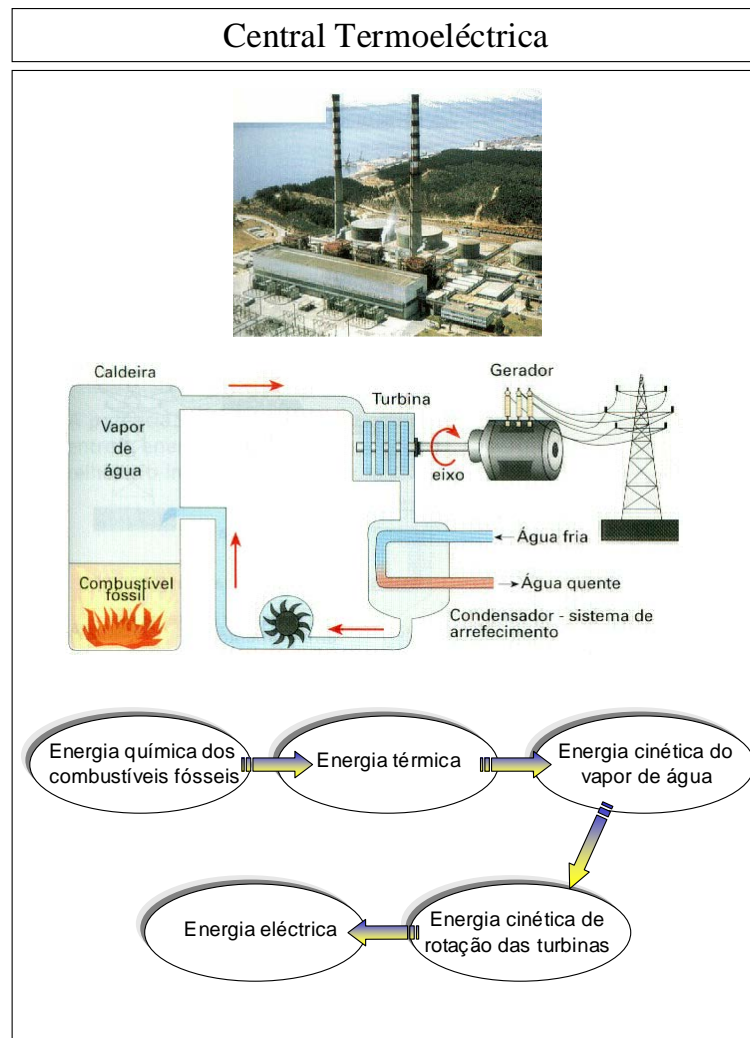 Central Termoeléctrica
Caldeira
Turbina
Gerador
Vapor
de
água
eixo
Água fria
Água quente
Combustível
fóssil
Condensador - sistema de
arrefecimento
Energia química dos
combustíveis fósseis
Energia térmica
Energia cinética do
vapor de água
Energia eléctrica
Energia cinética de
rotação das turbinas